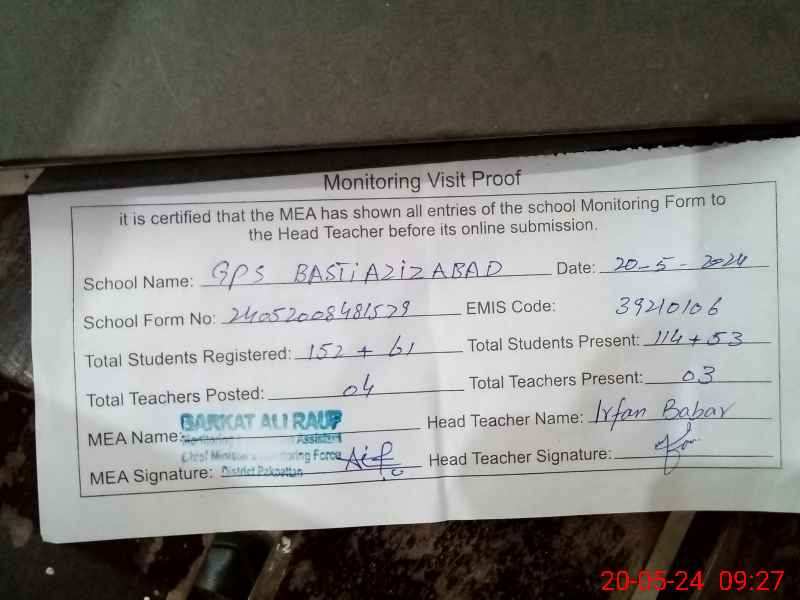 Monitoring Visit Proof
it is certified that the MEA has shown all entries of the school Monitoring Form to
the Head Teacher before its online submission.
School Name: GPS BASTI AZIZ ABAD Date: 20-5-2024
School Form No: 24052008481579 EMIS Code: 39210106
Total Students Registered: 152 + 61 Total Students Present: 114 + 53
Total Teachers Posted: 04 Total Teachers Present: 03
MEA Name: BARKAT ALI RAUF Head Teacher Name: Irfan Babar
Monitoring Assistant
Chief Force
MEA Signature: District Pakpattan Head Teacher Signature:
20-05-24 09:27